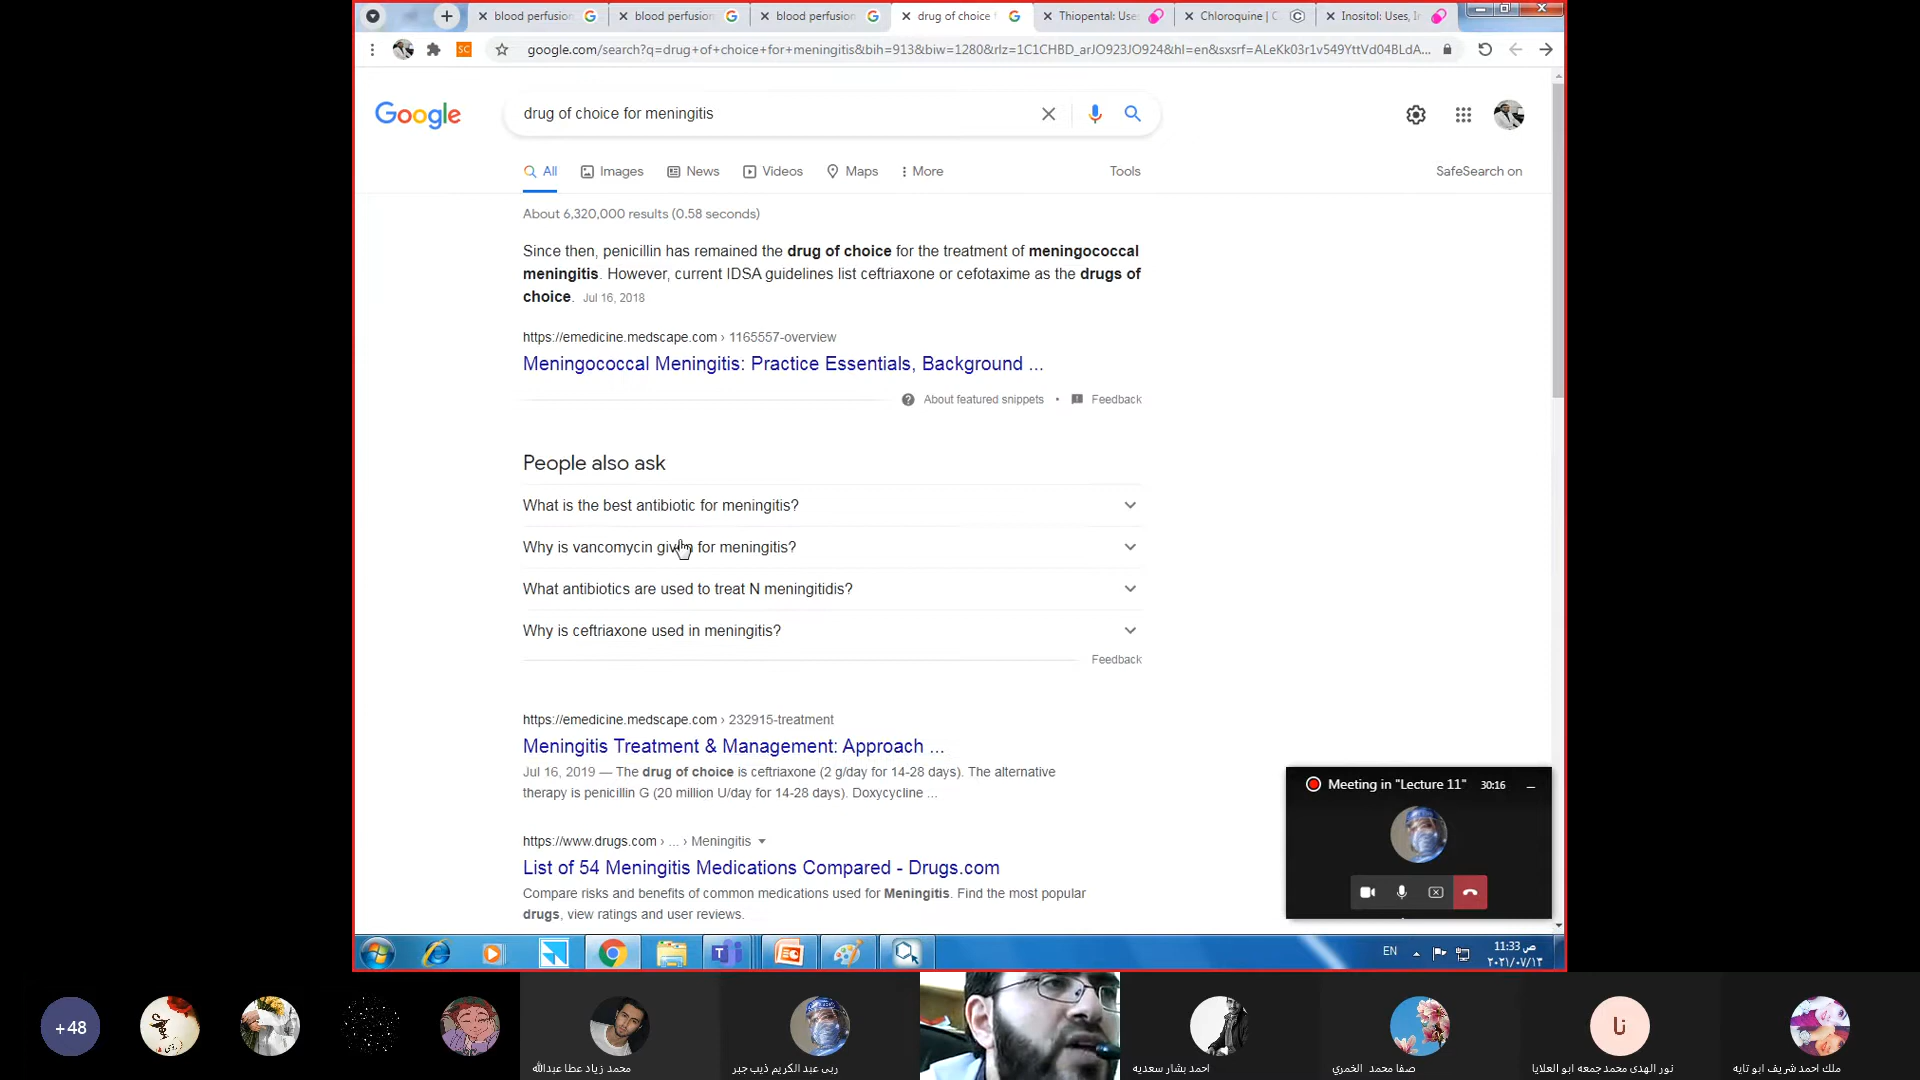 blood perfusion
blood perfusion
blood perfusion
drug of choice
Thiopental: Use
Chloroquine | C
Inositol: Uses, I
SC
google.com/search?q=drug+of+choice+for+meningitis&bih=913&biw=1280&rlz=1C1CHBD_arJO923JO924&hl=en&sxsrf=ALeKk03r1v549YttVd04BLdA...
Google
drug of choice for meningitis
All
Images
News
Videos
Maps
More
Tools
SafeSearch on
About 6,320,000 results (0.58 seconds)
Since then, penicillin has remained the drug of choice for the treatment of meningococcal
meningitis. However, current IDSA guidelines list ceftriaxone or cefotaxime as the drugs of
choice. Jul 16, 2018
https://emedicine.medscape.com › 1165557-overview
Meningococcal Meningitis: Practice Essentials, Background ...
About featured snippets • Feedback
People also ask
What is the best antibiotic for meningitis?
Why is vancomycin given for meningitis?
What antibiotics are used to treat N meningitidis?
Why is ceftriaxone used in meningitis?
Feedback
https://emedicine.medscape.com › 232915-treatment
Meningitis Treatment & Management: Approach ...
Jul 16, 2019 — The drug of choice is ceftriaxone (2 g/day for 14-28 days). The alternative
therapy is penicillin G (20 million U/day for 14-28 days). Doxycycline ...
https://www.drugs.com › ... › Meningitis
List of 54 Meningitis Medications Compared - Drugs.com
Compare risks and benefits of common medications used for Meningitis. Find the most popular
drugs, view ratings and user reviews.
Meeting in "Lecture 11" 30:16
EN
11:33 ص
٢٠٢١/٠٧/١٣
+48
نا
محمد زياد عطا عبدالله
ربى عبد الكريم ذيب جبر
احمد بشار سعديه
صفا محمد الخمري
نور الهدى محمد جمعه ابو العلايا
ملك احمد شريف ابو تايه